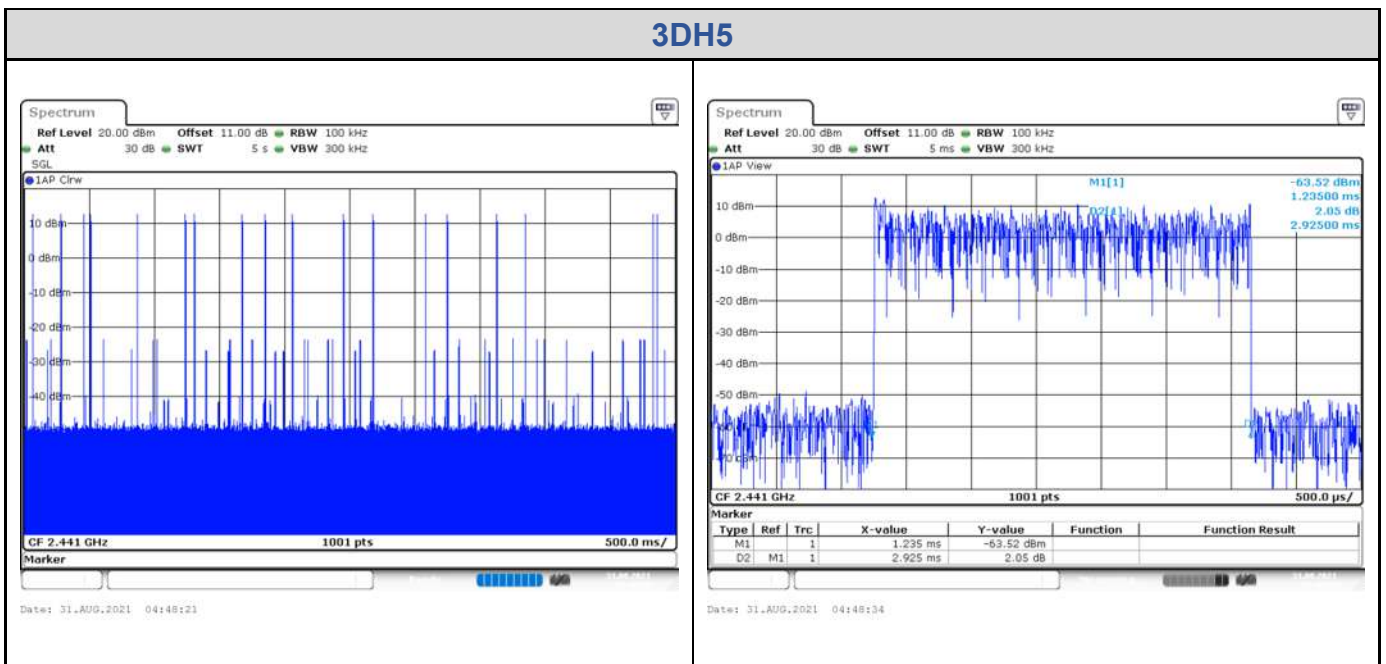 3DH5
Spectrum
Ref Level 20.00 dBm Offset 11.00 dB RBW 100 kHz
Att 30 dB SWT 5 s VBW 300 kHz
SGL
1AP Clrw
10 dBm
0 dBm
-10 dBm
-20 dBm
-30 dBm
-40 dBm
CF 2.441 GHz 1001 pts 500.0 ms/
Marker
Date: 31.AUG.2021 04:48:21
Spectrum
Ref Level 20.00 dBm Offset 11.00 dB RBW 100 kHz
Att 30 dB SWT 5 ms VBW 300 kHz
1AP View
M1[1] -63.52 dBm
1.23500 ms
D2[1] 2.05 dB
2.92500 ms
10 dBm
0 dBm
-10 dBm
-20 dBm
-30 dBm
-40 dBm
-50 dBm
CF 2.441 GHz 1001 pts 500.0 µs/
Marker
Type Ref Trc X-value Y-value Function Function Result
M1 1 1.235 ms -63.52 dBm
D2 M1 1 2.925 ms 2.05 dB
Date: 31.AUG.2021 04:48:34